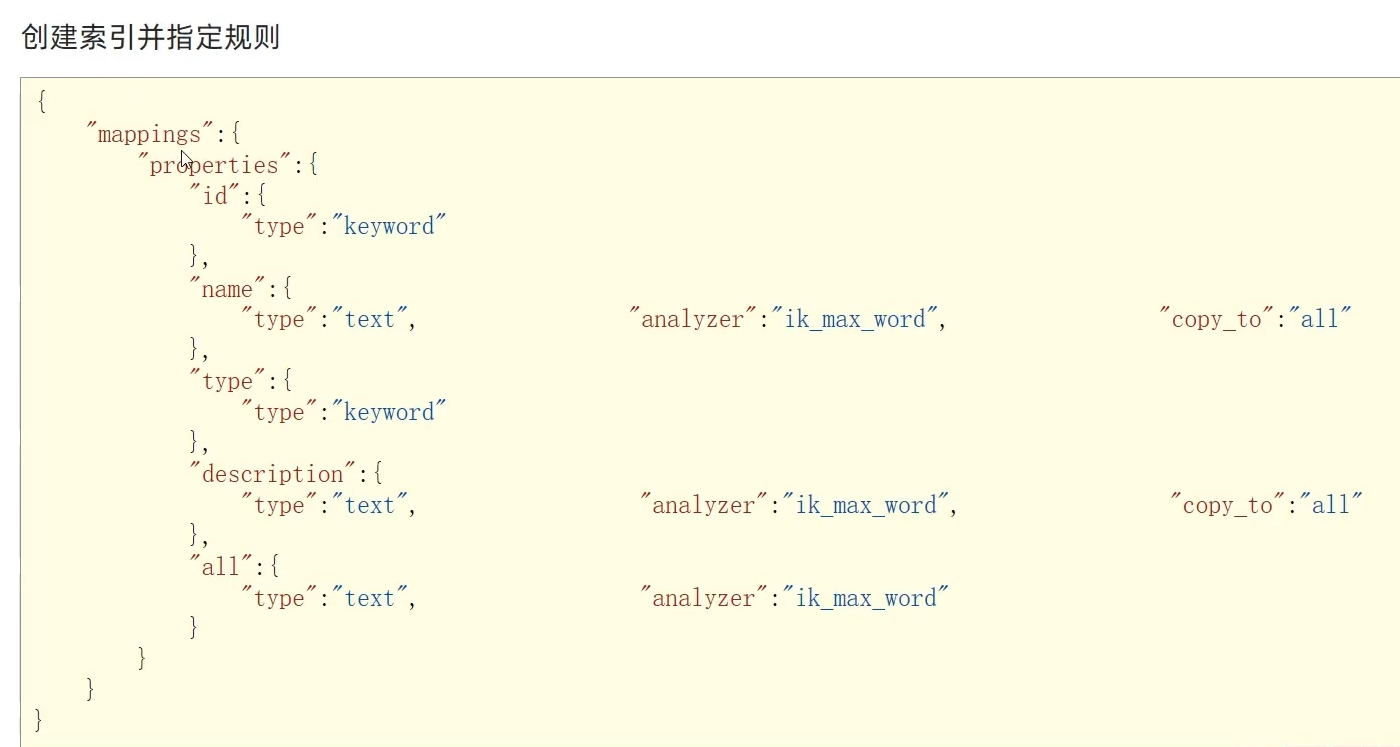 创建索引并指定规则
{
"mappings":{
"properties":{
"id":{
"type":"keyword"
},
"name":{
"type":"text", "analyzer":"ik_max_word", "copy_to":"all"
},
"type":{
"type":"keyword"
},
"description":{
"type":"text", "analyzer":"ik_max_word", "copy_to":"all"
},
"all":{
"type":"text", "analyzer":"ik_max_word"
}
}
}
}